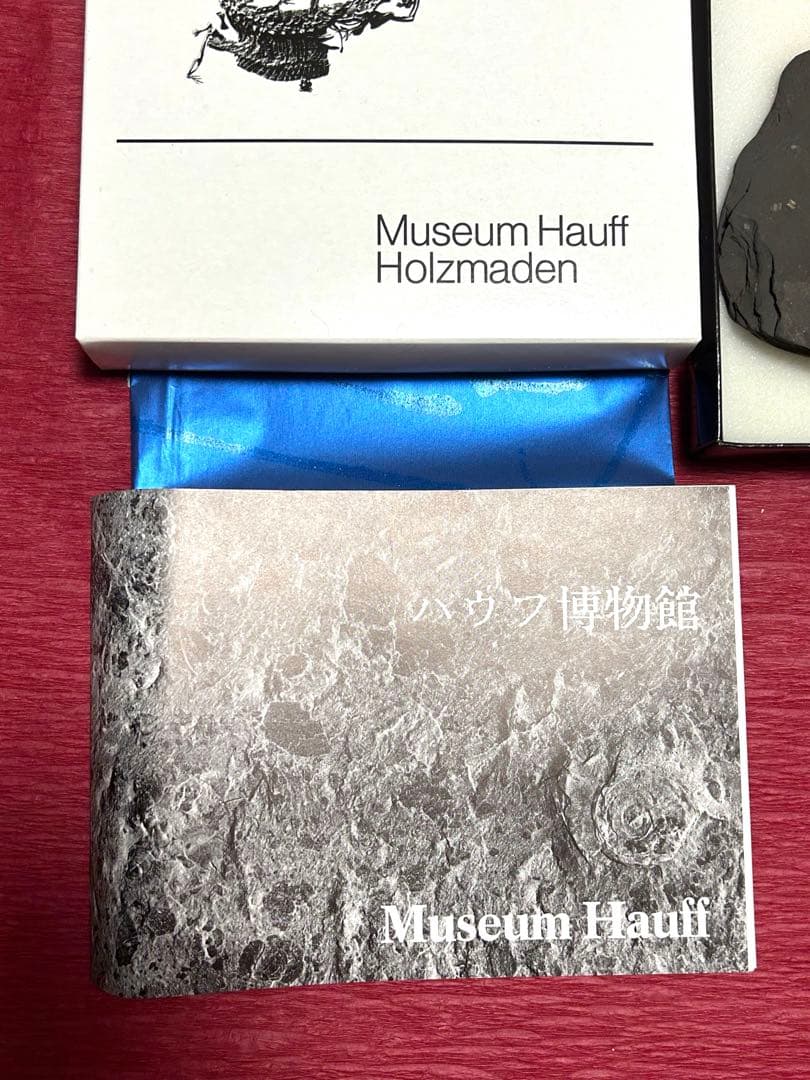 Museum Hauff
Holzmaden
ハウフ博物館
Museum Hauff